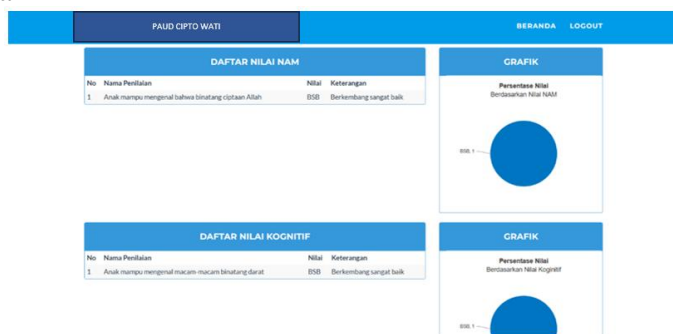 PAUD CIPTO WATI
BERANDA LOGOUT
DAFTAR NILAI NAM
No Nama Penilaian Nilai Keterangan
1 Anak mampu mengenal bahwa binatang ciptaan Allah BSB Berkembang sangat baik
GRAFIK
Persentase Nilai
Berdasarkan Nilai NAM
BSB, 1
DAFTAR NILAI KOGNITIF
No Nama Penilaian Nilai Keterangan
1 Anak mampu mengenal macam-macam binatang darat BSB Berkembang sangat baik
GRAFIK
Persentase Nilai
Berdasarkan Nilai Koginitif
BSB, 1